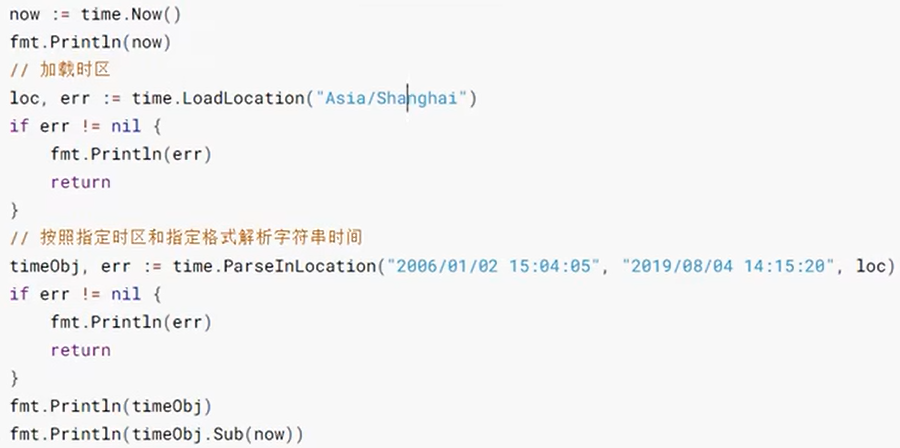 now := time.Now()
fmt.Println(now)
// 加载时区
loc, err := time.LoadLocation("Asia/Shanghai")
if err != nil {
    fmt.Println(err)
    return
}
// 按照指定时区和指定格式解析字符串时间
timeObj, err := time.ParseInLocation("2006/01/02 15:04:05", "2019/08/04 14:15:20", loc)
if err != nil {
    fmt.Println(err)
    return
}
fmt.Println(timeObj)
fmt.Println(timeObj.Sub(now))